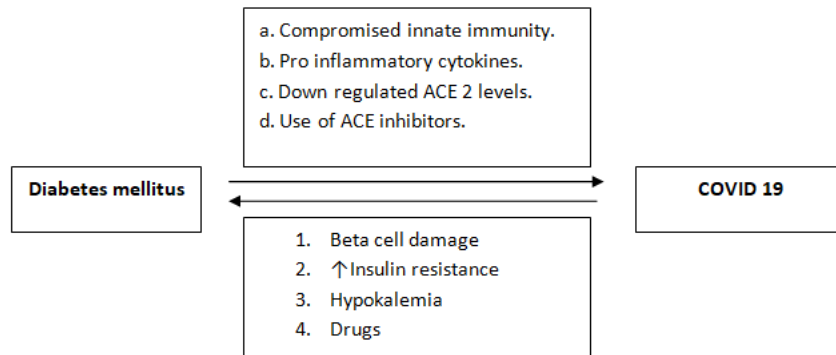 a. Compromised innate immunity.
b. Pro inflammatory cytokines.
c. Down regulated ACE 2 levels.
d. Use of ACE inhibitors.
Diabetes mellitus
COVID 19
1. Beta cell damage
2. ↑Insulin resistance
3. Hypokalemia
4. Drugs